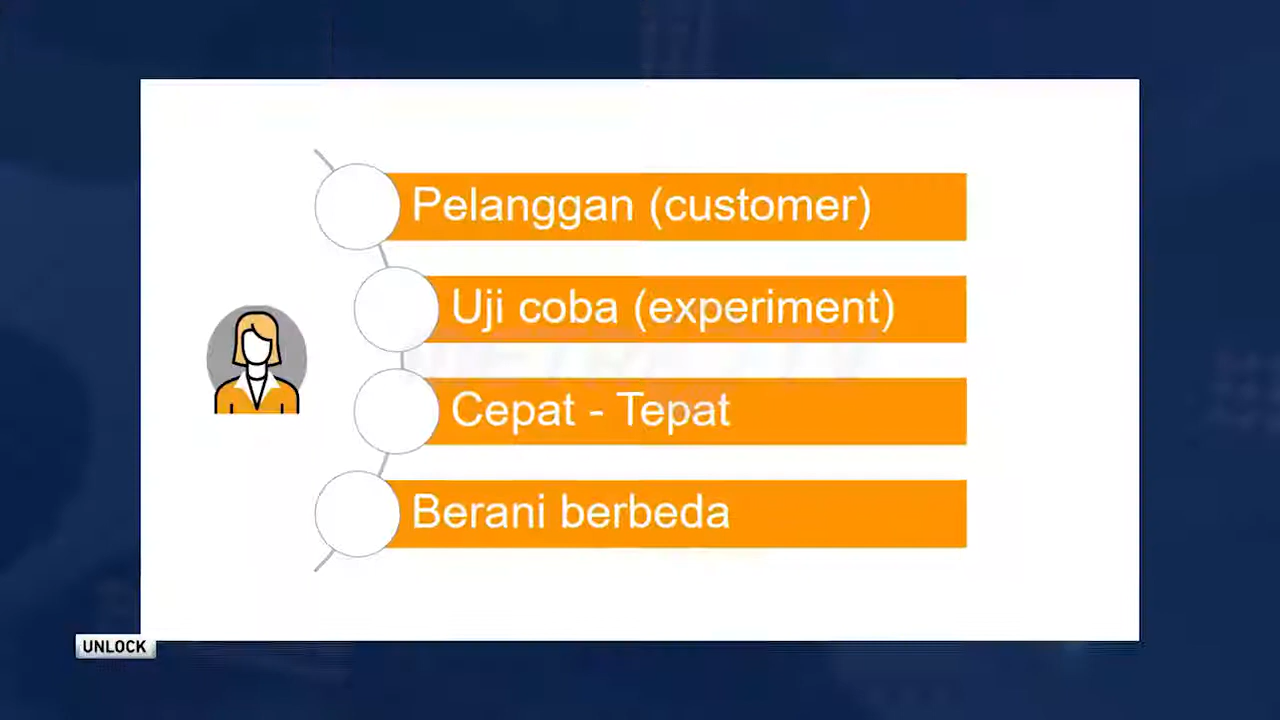 Pelanggan (customer)
Uji coba (experiment)
Cepat - Tepat
Berani berbeda
UNLOCK